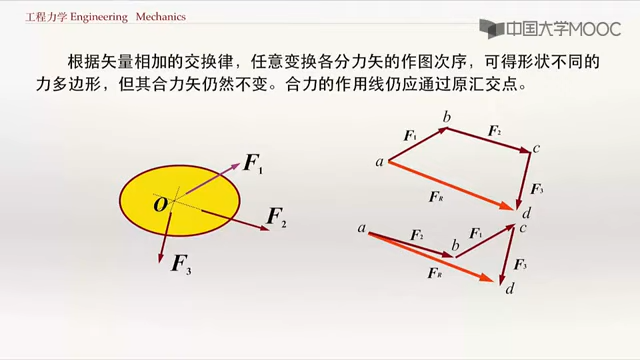 工程力学 Engineering Mechanics
中国大学MOOC
根据矢量相加的交换律，任意变换各分力矢的作图次序，可得形状不同的
力多边形，但其合力矢仍然不变。合力的作用线仍应通过原汇交点。
b
F1
F2
a
c
F1
FR
F3
O
d
F2
a
F2
F1
c
b
F3
FR
F3
d